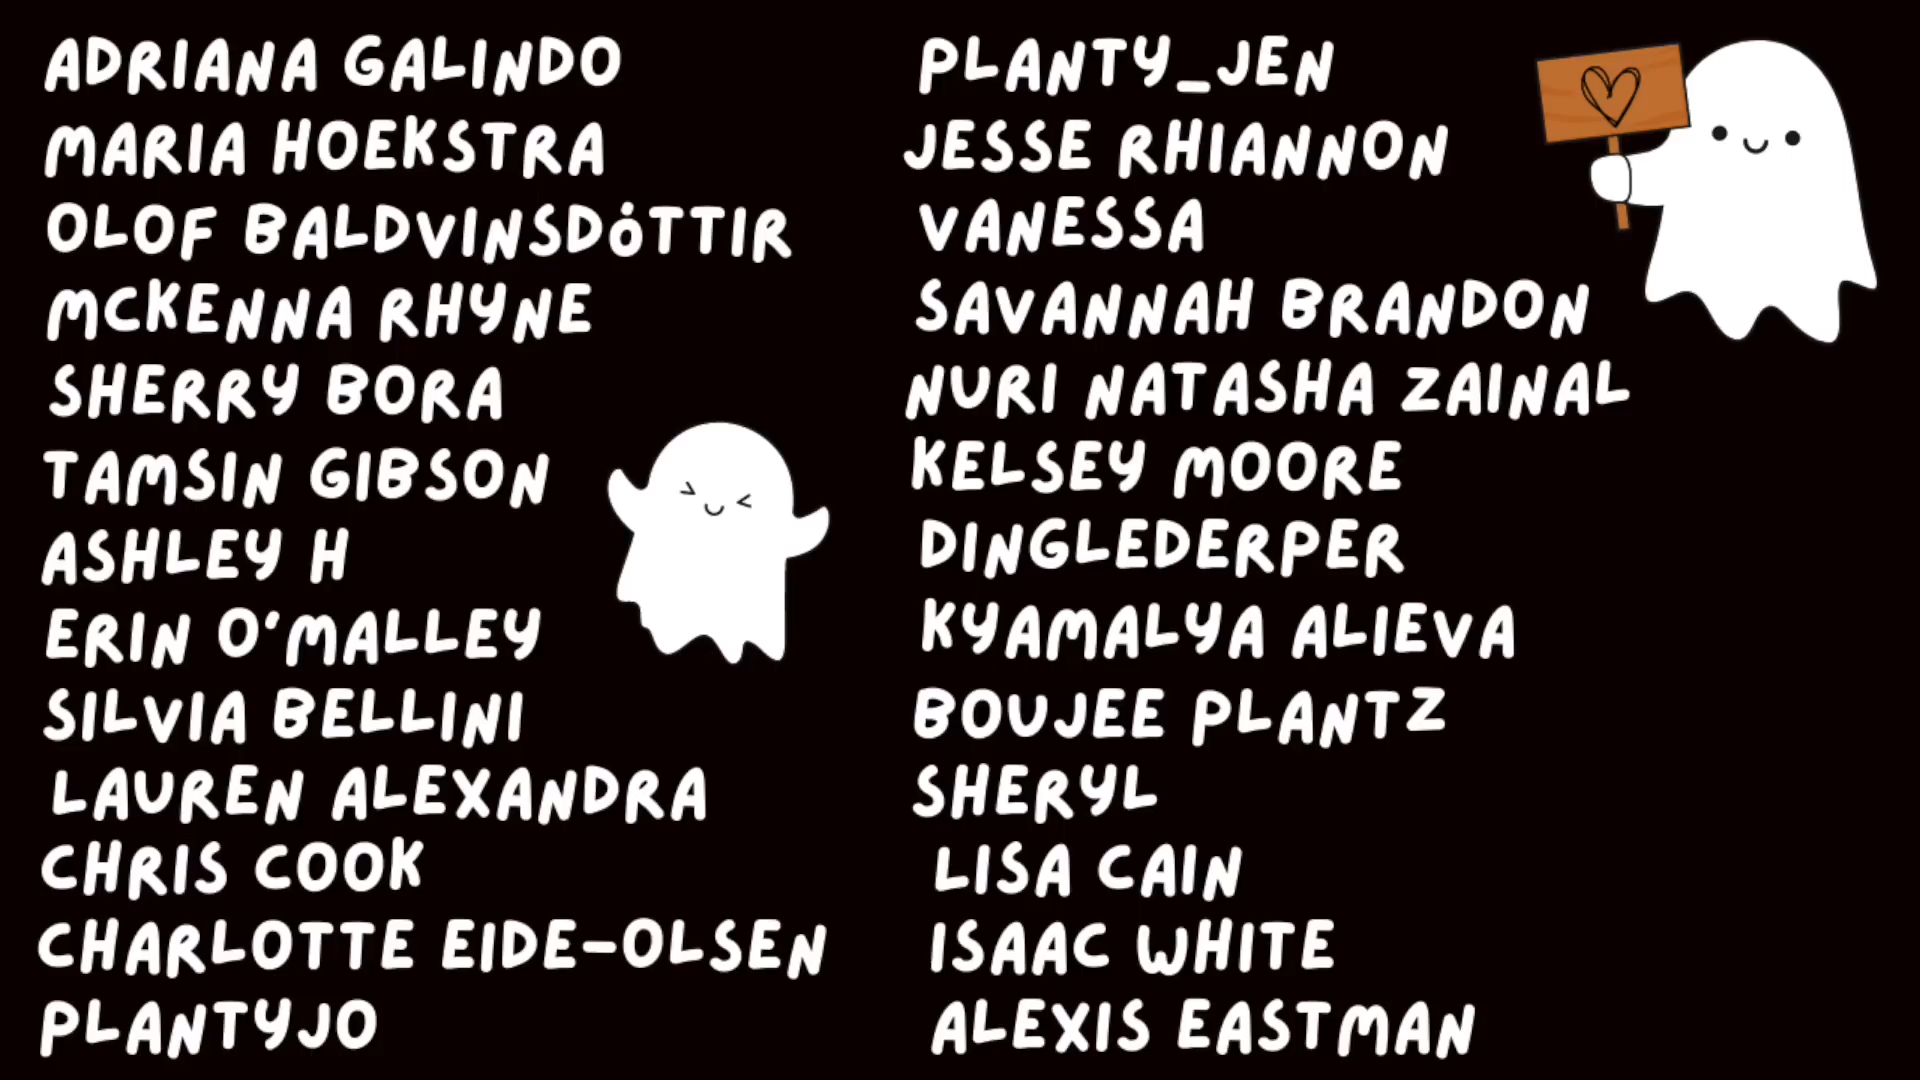 ADRIANA GALINDO
MARIA HOEKSTRA
OLOF BALDVINSDóTTIR
MCKENNA RHYNE
SHERRY BORA
TAMSIN GIBSON
ASHLEY H
ERIN O'MALLEY
SILVIA BELLINI
LAUREN ALEXANDRA
CHRIS COOK
CHARLOTTE EIDE-OLSEN
PLANTYJO
PLANTY_JEN
JESSE RHIANNON
VANESSA
SAVANNAH BRANDON
NURI NATASHA ZAINAL
KELSEY MOORE
DINGLEDERPER
KYAMALYA ALIEVA
BOUJEE PLANTZ
SHERYL
LISA CAIN
ISAAC WHITE
ALEXIS EASTMAN